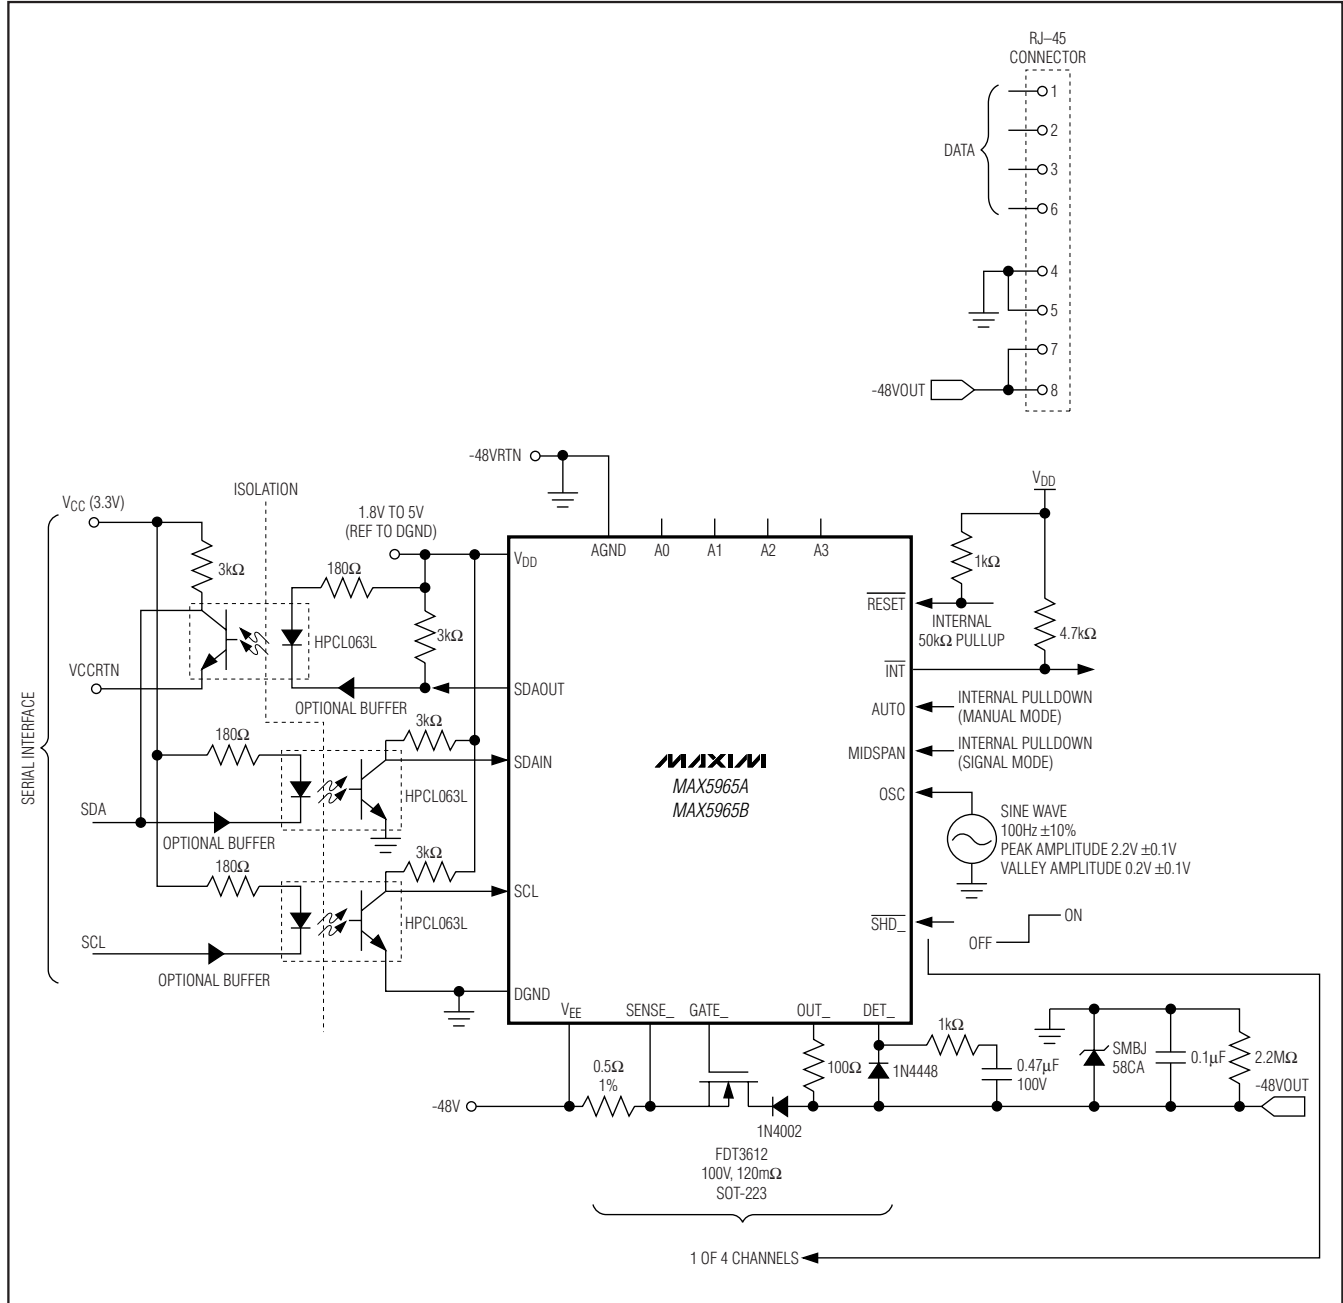 RJ–45
CONNECTOR
1
2
DATA
3
6
4
5
7
-48VOUT
8
-48VRTN
ISOLATION
VCC (3.3V)
1.8V TO 5V
(REF TO DGND)
VDD
3kΩ
180Ω
VDD
AGND
A0
A1
A2
A3
1kΩ
RESET
INTERNAL
50kΩ PULLUP
4.7kΩ
HPCL063L
3kΩ
VCCRTN
INT
SDAOUT
OPTIONAL BUFFER
AUTO
INTERNAL PULLDOWN
(MANUAL MODE)
SERIAL INTERFACE
180Ω
3kΩ
SDAIN
MIDSPAN
INTERNAL PULLDOWN
(SIGNAL MODE)
MAXIM
MAX5965A
MAX5965B
HPCL063L
OSC
SDA
OPTIONAL BUFFER
SINE WAVE
100Hz ±10%
PEAK AMPLITUDE 2.2V ±0.1V
VALLEY AMPLITUDE 0.2V ±0.1V
180Ω
3kΩ
SCL
HPCL063L
SHD_
ON
OFF
SCL
OPTIONAL BUFFER
DGND
VEE
SENSE_
GATE_
OUT_
DET_
1kΩ
0.5Ω
1%
100Ω
1N4448
0.47µF
100V
SMBJ
58CA
0.1µF
2.2MΩ
-48VOUT
-48V
1N4002
FDT3612
100V, 120mΩ
SOT-223
1 OF 4 CHANNELS